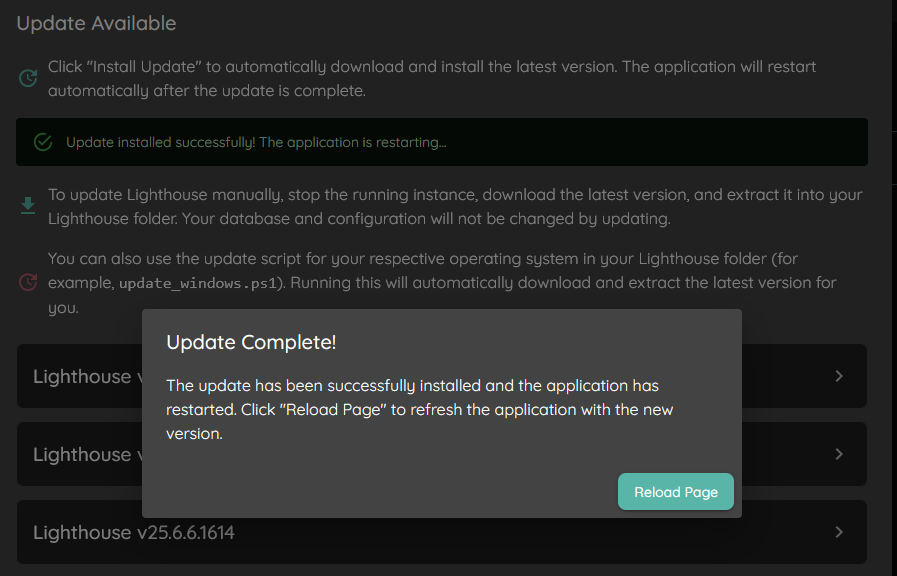 Update Available
Click "Install Update" to automatically download and install the latest version. The application will restart
automatically after the update is complete.
Update installed successfully! The application is restarting...
To update Lighthouse manually, stop the running instance, download the latest version, and extract it into your
Lighthouse folder. Your database and configuration will not be changed by updating.
You can also use the update script for your respective operating system in your Lighthouse folder (for
example, update_windows.ps1). Running this will automatically download and extract the latest version for
you.
Update Complete!
The update has been successfully installed and the application has
restarted. Click "Reload Page" to refresh the application with the new
version.
Reload Page
Lighthouse v
Lighthouse v
Lighthouse v25.6.6.1614